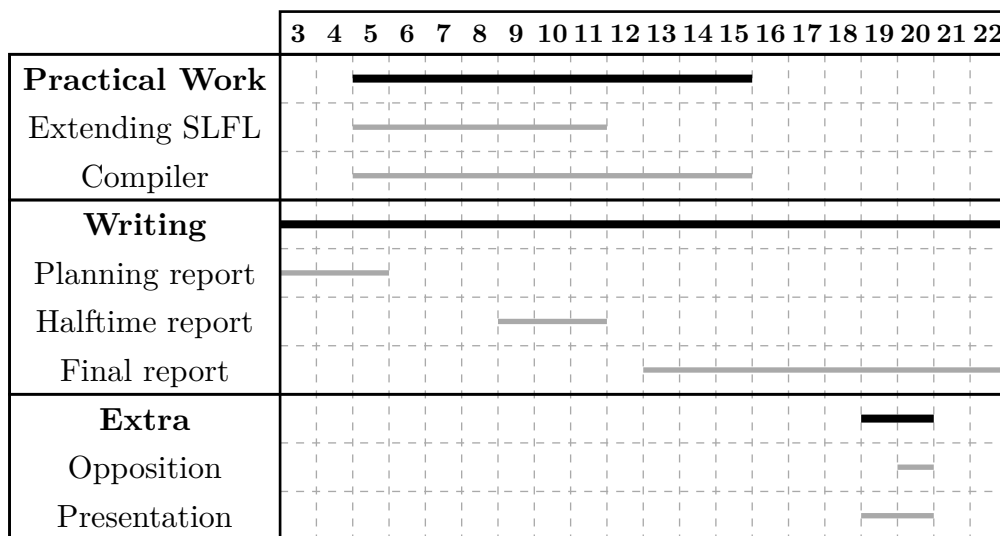 3 4 5 6 7 8 9 10 11 12 13 14 15 16 17 18 19 20 21 22
Practical Work
Extending SLFL
Compiler
Writing
Planning report
Halftime report
Final report
Extra
Opposition
Presentation